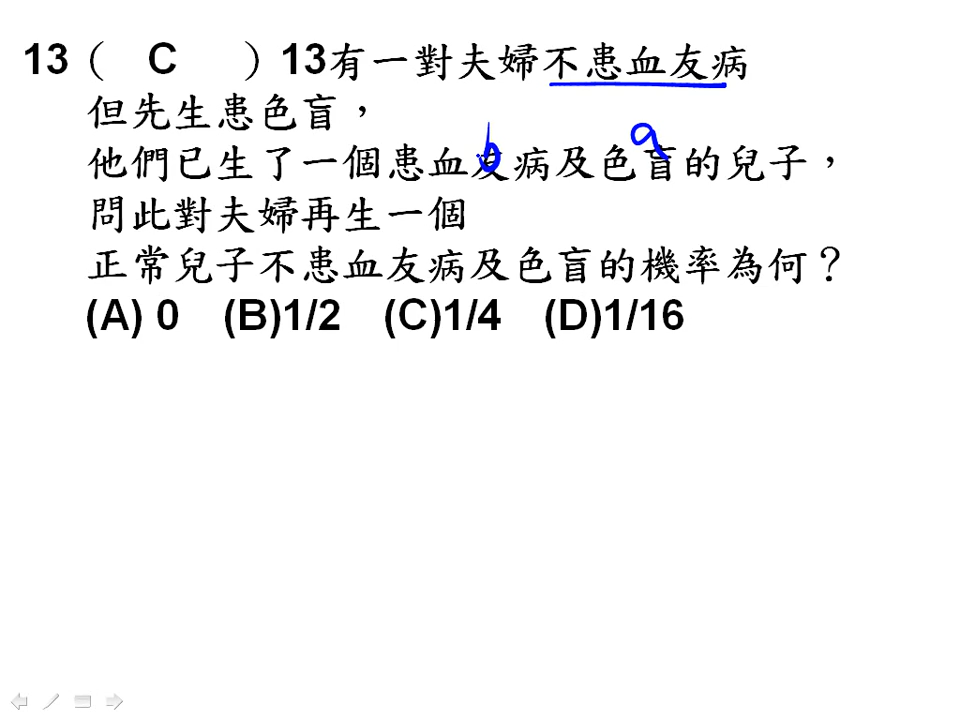 13（ C ）13有一對夫婦不患血友病
但先生患色盲，
b a
他們已生了一個患血友病及色盲的兒子，
問此對夫婦再生一個
正常兒子不患血友病及色盲的機率為何？
(A) 0 (B)1/2 (C)1/4 (D)1/16